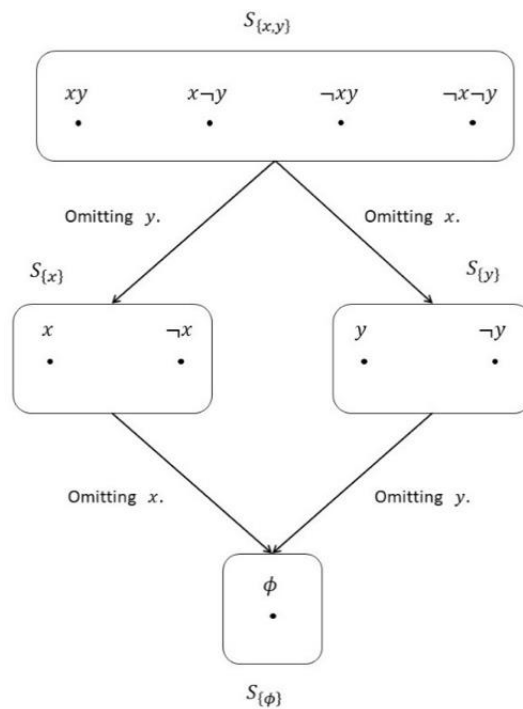 S{x,y}
xy x¬y ¬xy ¬x¬y
Omitting y. Omitting x.
S{x} S{y}
x ¬x y ¬y
Omitting x. Omitting y.
ϕ
S{ϕ}